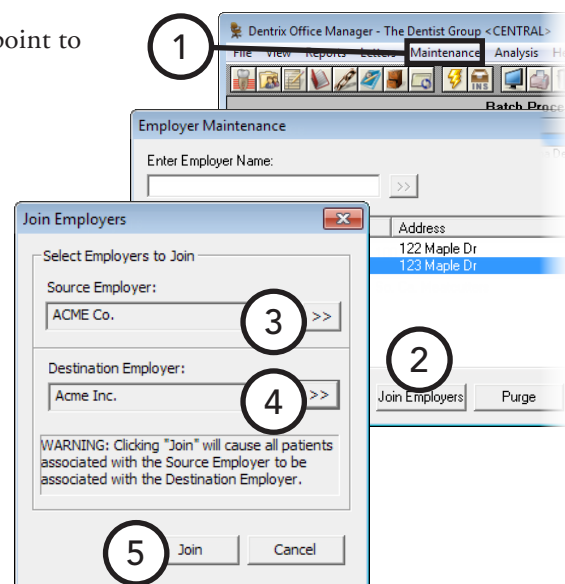 point to
1
Dentrix Office Manager - The Dentist Group <CENTRAL>
File View Reports Letters Maintenance Analysis
INS
Batch Proce
Employer Maintenance
Enter Employer Name:
>>
Address
122 Maple Dr
123 Maple Dr
2
Join Employers Purge
Join Employers
Select Employers to Join
Source Employer:
ACME Co. 3 >>
Destination Employer:
Acme Inc. 4 >>
WARNING: Clicking "Join" will cause all patients
associated with the Source Employer to be
associated with the Destination Employer.
5 Join Cancel